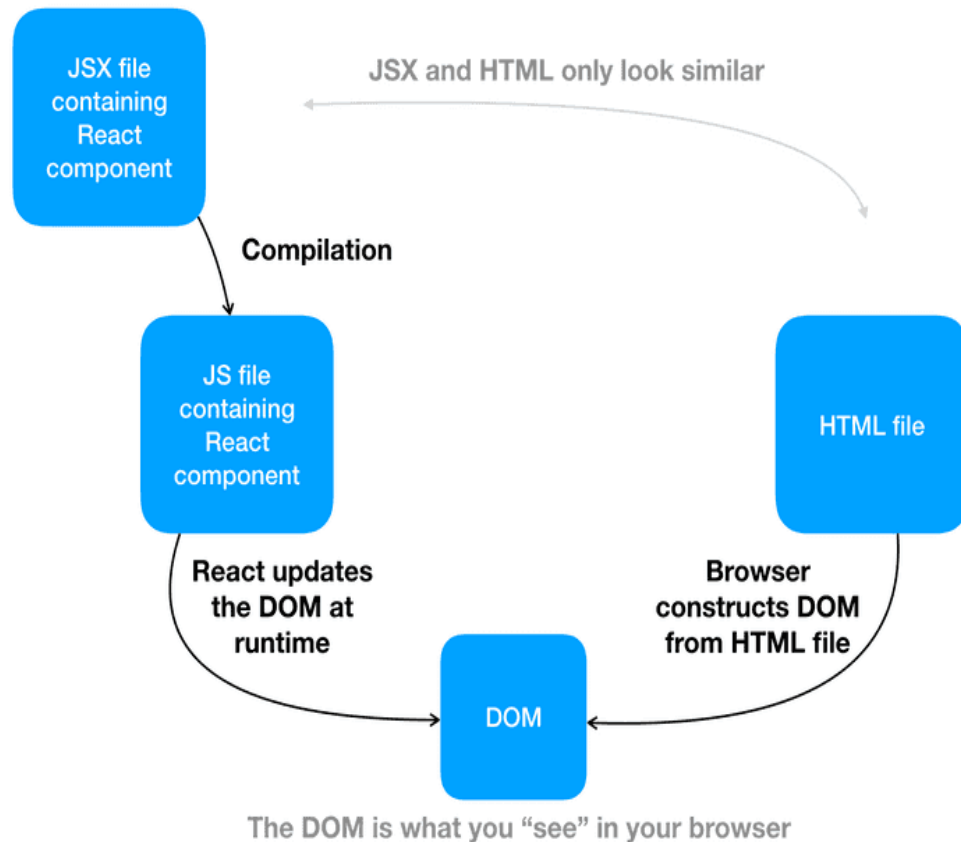 JSX file
containing
React
component
JSX and HTML only look similar
Compilation
JS file
containing
React
component
HTML file
React updates
the DOM at
runtime
Browser
constructs DOM
from HTML file
DOM
The DOM is what you “see” in your browser